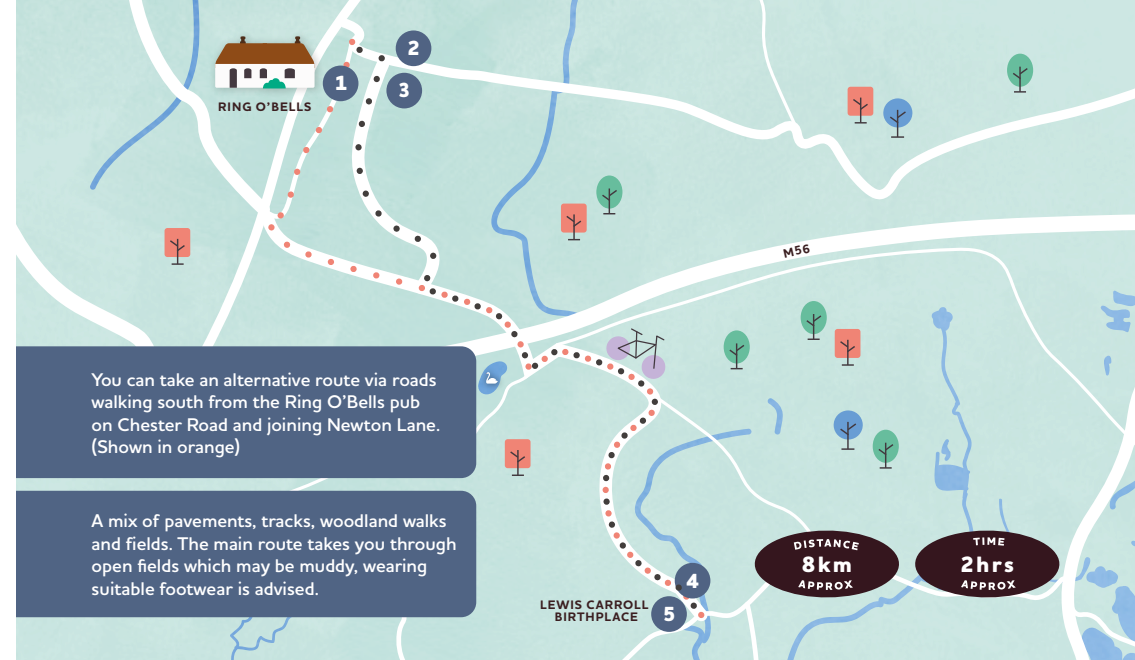 2
1
3
RING O'BELLS
M56
You can take an alternative route via roads
walking south from the Ring O'Bells pub
on Chester Road and joining Newton Lane.
(Shown in orange)
A mix of pavements, tracks, woodland walks
and fields. The main route takes you through
open fields which may be muddy, wearing
suitable footwear is advised.
DISTANCE
8km
APPROX
TIME
2hrs
APPROX
4
LEWIS CARROLL
BIRTHPLACE
5